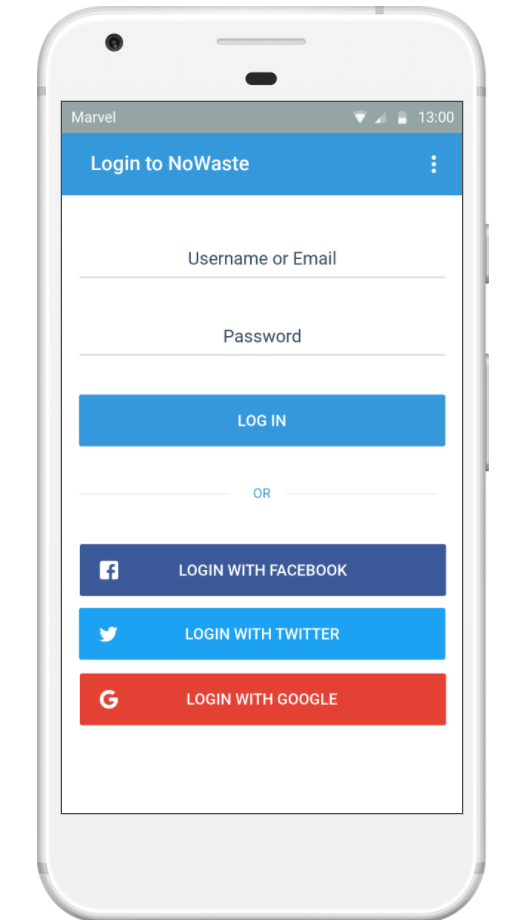 Marvel 13:00
Login to NoWaste
Username or Email
Password
LOG IN
OR
LOGIN WITH FACEBOOK
LOGIN WITH TWITTER
LOGIN WITH GOOGLE